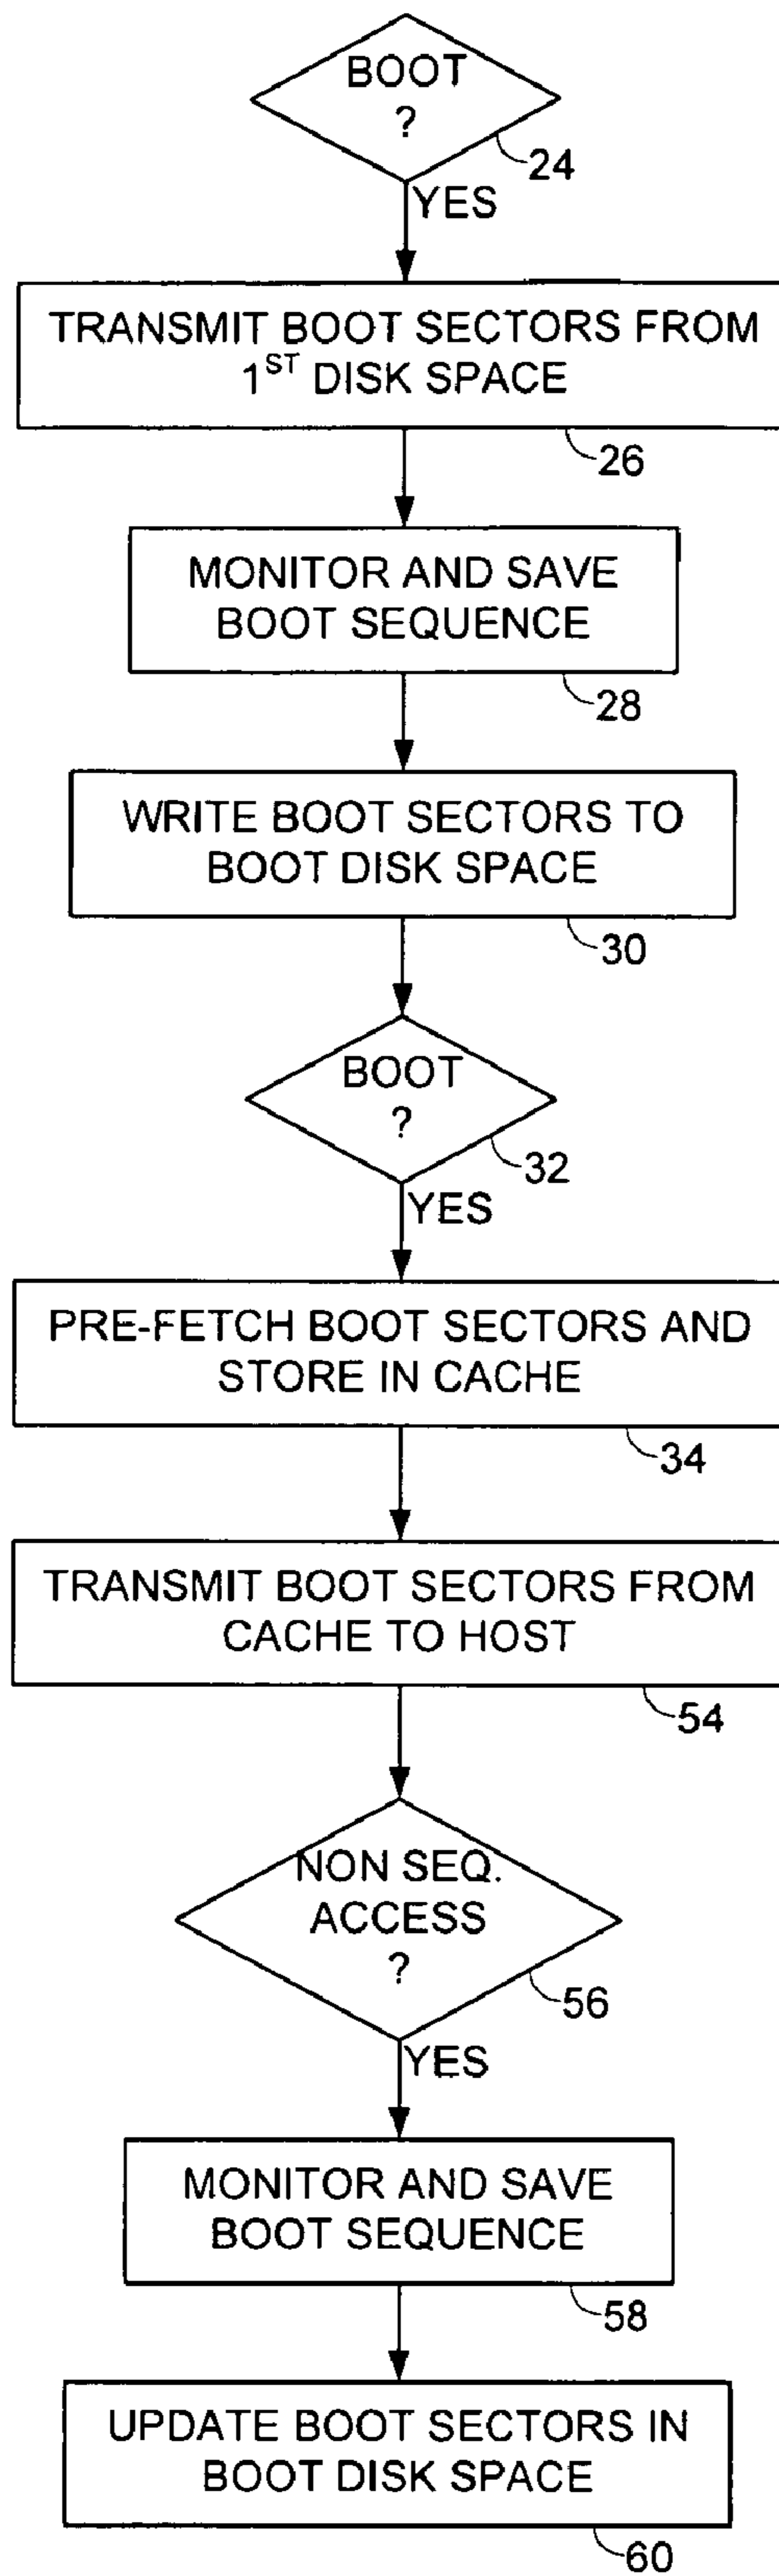 BOOT
?
24
YES
TRANSMIT BOOT SECTORS FROM
1ST DISK SPACE
26
MONITOR AND SAVE
BOOT SEQUENCE
28
WRITE BOOT SECTORS TO
BOOT DISK SPACE
30
BOOT
?
32
YES
PRE-FETCH BOOT SECTORS AND
STORE IN CACHE
34
TRANSMIT BOOT SECTORS FROM
CACHE TO HOST
54
NON SEQ.
ACCESS
?
56
YES
MONITOR AND SAVE
BOOT SEQUENCE
58
UPDATE BOOT SECTORS IN
BOOT DISK SPACE
60